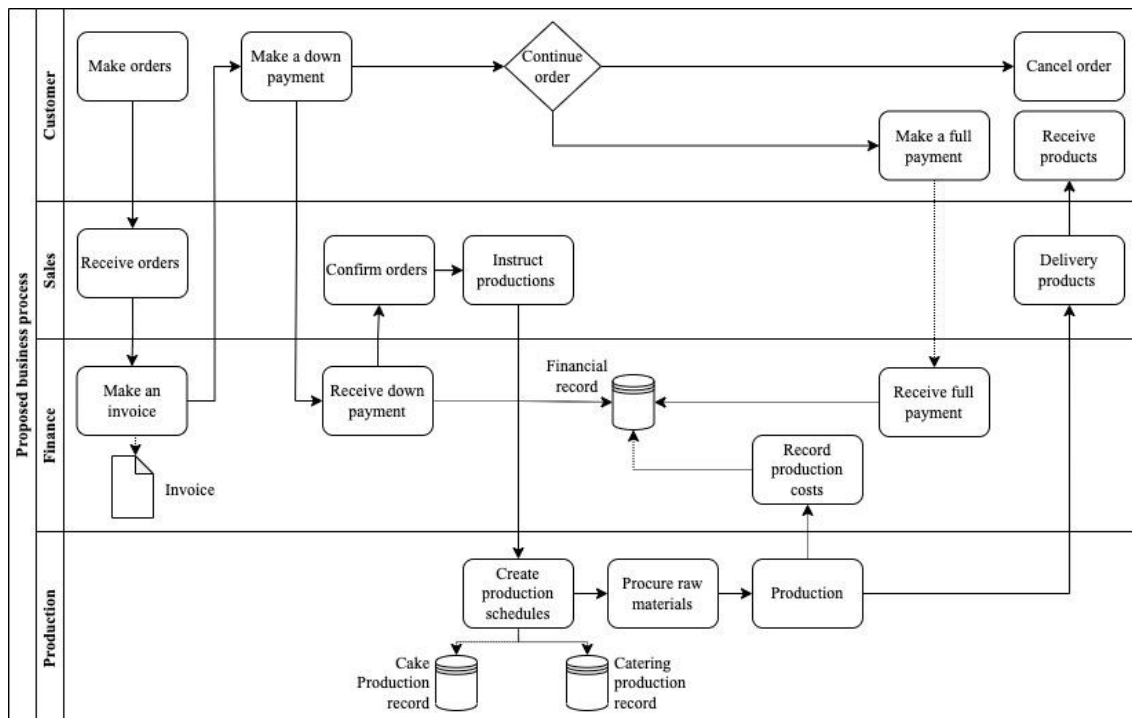 Proposed business process
Customer
Make orders
Make a down
payment
Continue
order
Cancel order
Make a full
payment
Receive
products
Sales
Receive orders
Confirm orders
Instruct
productions
Delivery
products
Finance
Make an
invoice
Invoice
Receive down
payment
Financial
record
Receive full
payment
Record
production
costs
Production
Create
production
schedules
Procure raw
materials
Production
Cake
Production
record
Catering
production
record